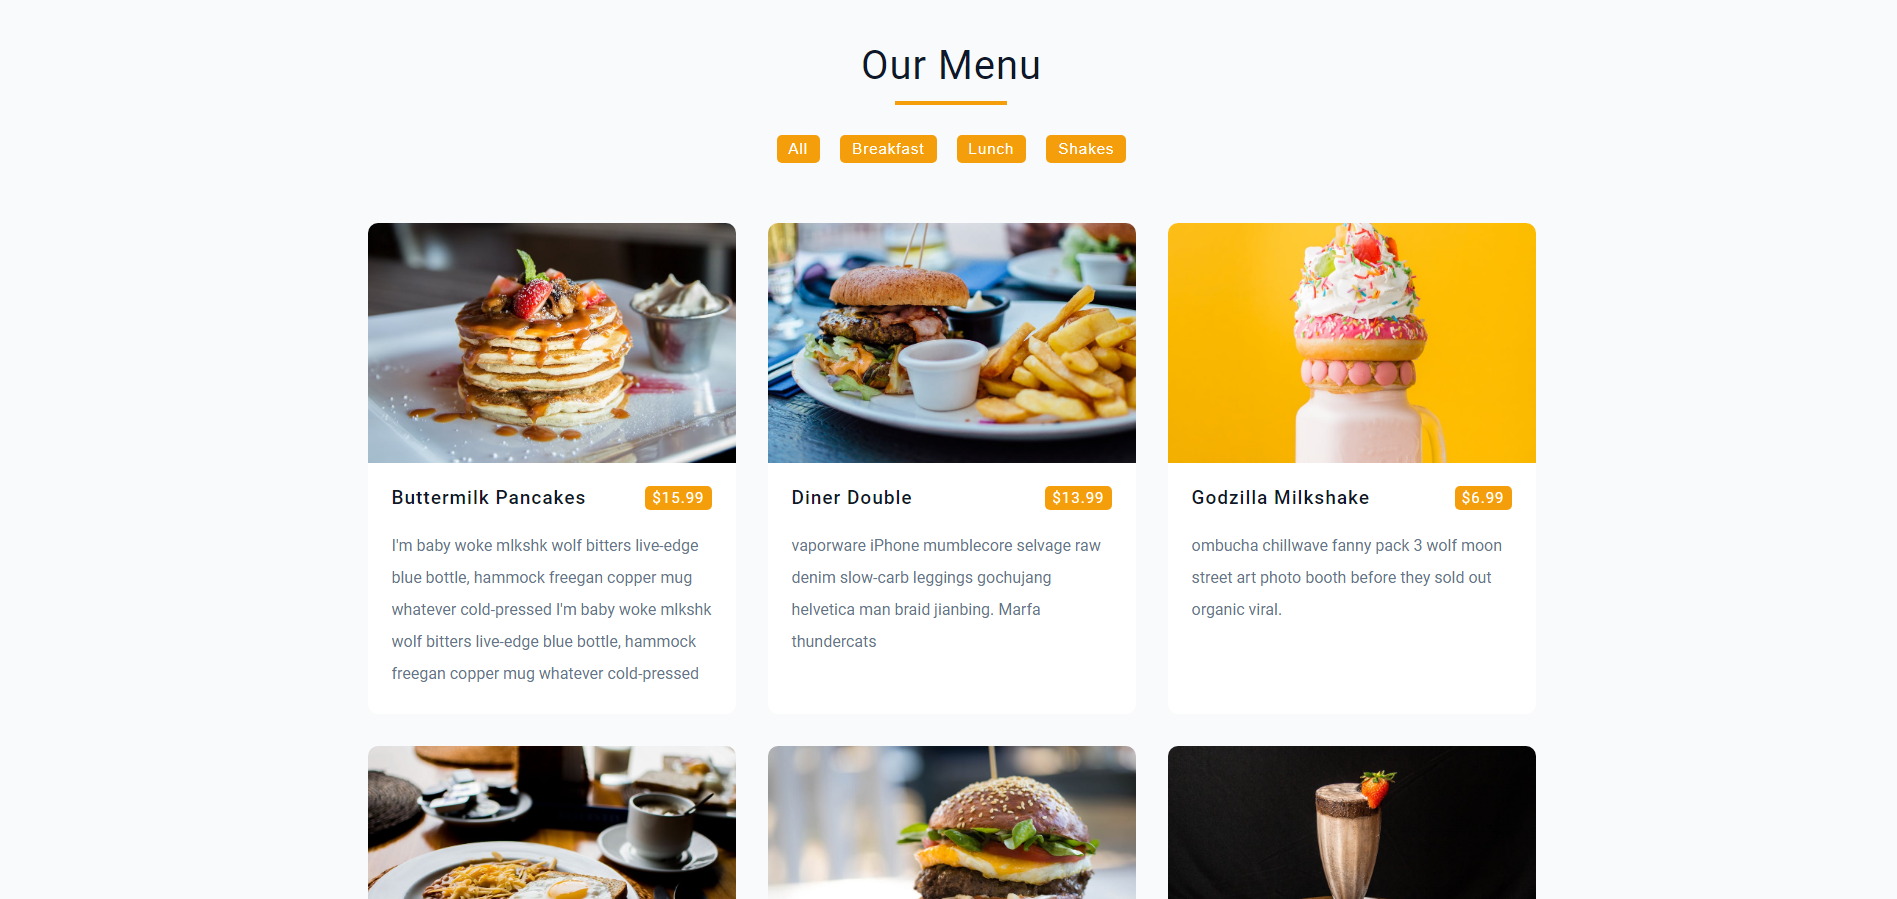 Our Menu
All Breakfast Lunch Shakes
Buttermilk Pancakes $15.99
I'm baby woke mlkshk wolf bitters live-edge
blue bottle, hammock freegan copper mug
whatever cold-pressed I'm baby woke mlkshk
wolf bitters live-edge blue bottle, hammock
freegan copper mug whatever cold-pressed
Diner Double $13.99
vaporware iPhone mumblecore selvage raw
denim slow-carb leggings gochujang
helvetica man braid jianbing. Marfa
thundercats
Godzilla Milkshake $6.99
ombucha chillwave fanny pack 3 wolf moon
street art photo booth before they sold out
organic viral.